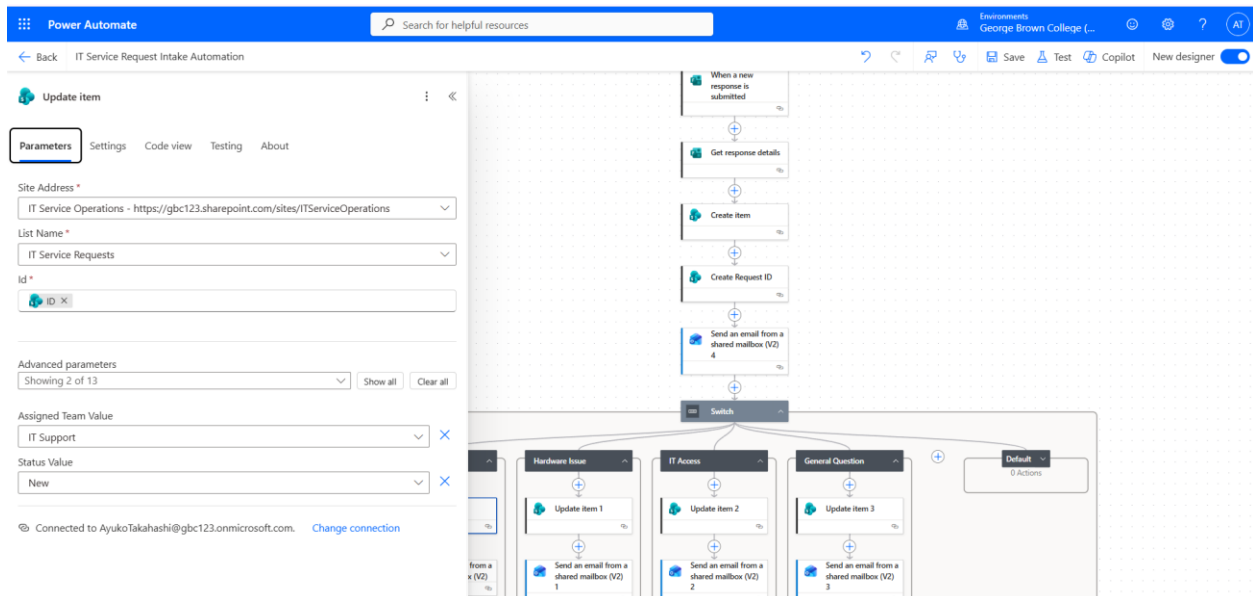 Power Automate
Search for helpful resources
Environments
George Brown College (...
AT
Back
IT Service Request Intake Automation
Save
Test
Copilot
New designer
Update item
Parameters
Settings
Code view
Testing
About
Site Address *
IT Service Operations - https://gbc123.sharepoint.com/sites/ITServiceOperations
List Name *
IT Service Requests
Id *
ID
Advanced parameters
Showing 2 of 13
Show all
Clear all
Assigned Team Value
IT Support
Status Value
New
Connected to AyukoTakahashi@gbc123.onmicrosoft.com.
Change connection
When a new
response is
submitted
Get response details
Create item
Create Request ID
Send an email from a
shared mailbox (V2)
4
Switch
Hardware Issue
IT Access
General Question
Default
0 Actions
Update item 1
Update item 2
Update item 3
from a
x (V2)
Send an email from a
shared mailbox (V2)
1
Send an email from a
shared mailbox (V2)
2
Send an email from a
shared mailbox (V2)
3